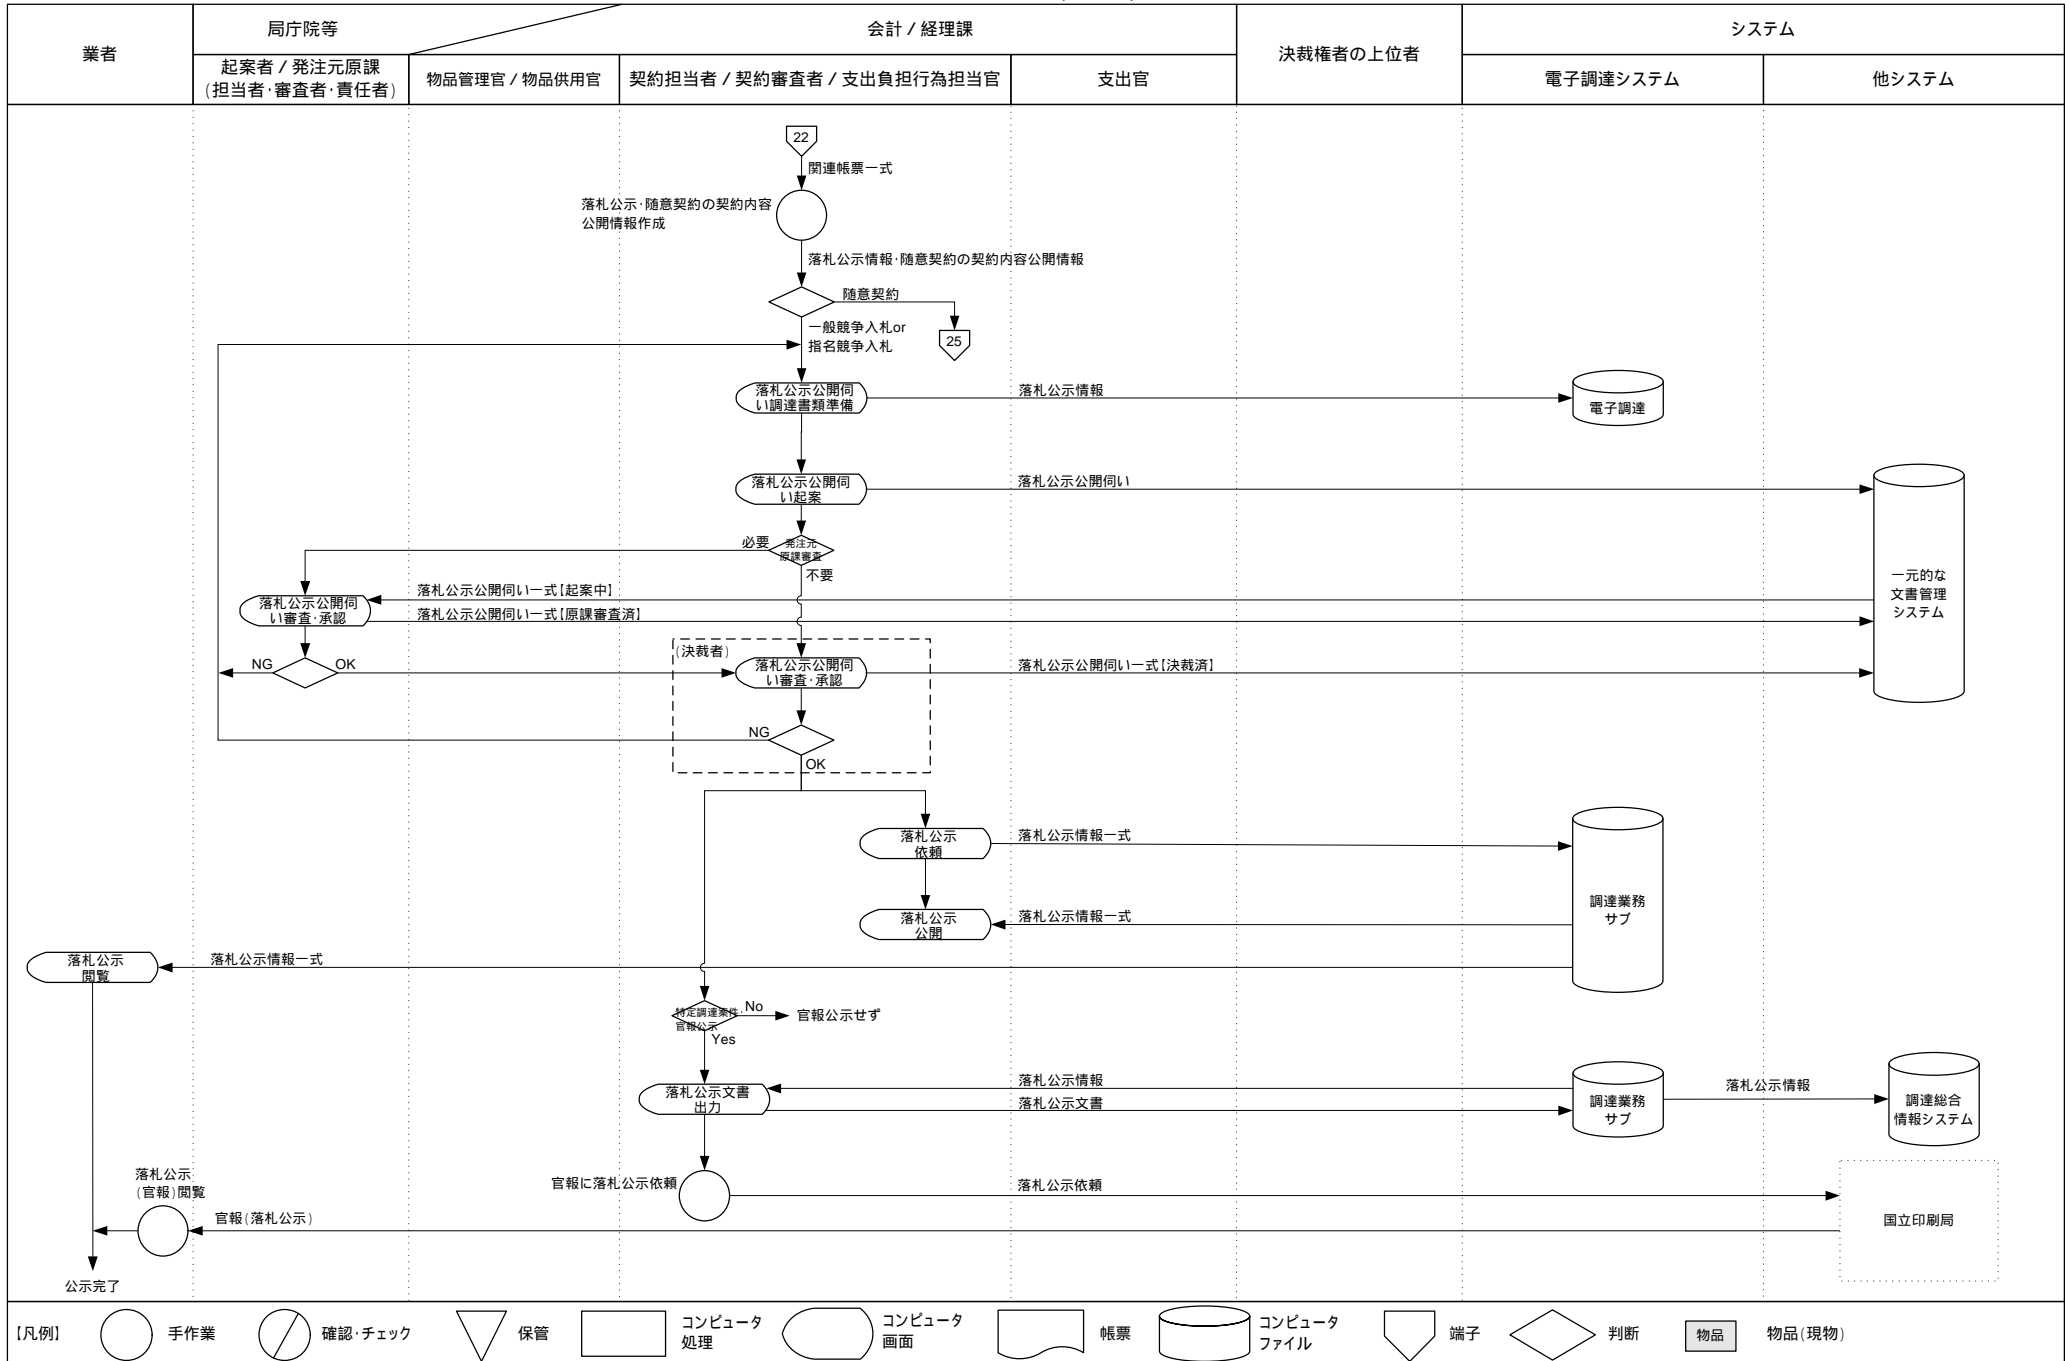 業者
局庁院等
会計 / 経理課
決裁権者の上位者
システム
起案者 / 発注元原課
(担当者・審査者・責任者)
物品管理官 / 物品供用官
契約担当者 / 契約審査者 / 支出負担行為担当官
支出官
電子調達システム
他システム
22
関連帳票一式
落札公示・随意契約の契約内容
公開情報作成
落札公示情報・随意契約の契約内容公開情報
随意契約
一般競争入札or
指名競争入札
25
落札公示公開伺
い調達書類準備
落札公示情報
電子調達
落札公示公開伺
い起案
落札公示公開伺い
必要
発注元
原課審査
不要
落札公示公開伺
い審査・承認
落札公示公開伺い一式【起案中】
落札公示公開伺い一式【原課審査済】
一元的な
文書管理
システム
NG
OK
(決裁者)
落札公示公開伺
い審査・承認
落札公示公開伺い一式【決裁済】
NG
OK
落札公示
依頼
落札公示情報一式
調達業務
サブ
落札公示
公開
落札公示情報一式
落札公示
閲覧
落札公示情報一式
特定調達案件・
官報公示
No
官報公示せず
Yes
落札公示文書
出力
落札公示情報
落札公示文書
調達業務
サブ
落札公示情報
調達総合
情報システム
落札公示
(官報)閲覧
官報に落札公示依頼
落札公示依頼
官報(落札公示)
国立印刷局
公示完了
【凡例】
手作業
確認・チェック
保管
コンピュータ
処理
コンピュータ
画面
帳票
コンピュータ
ファイル
端子
判断
物品
物品(現物)